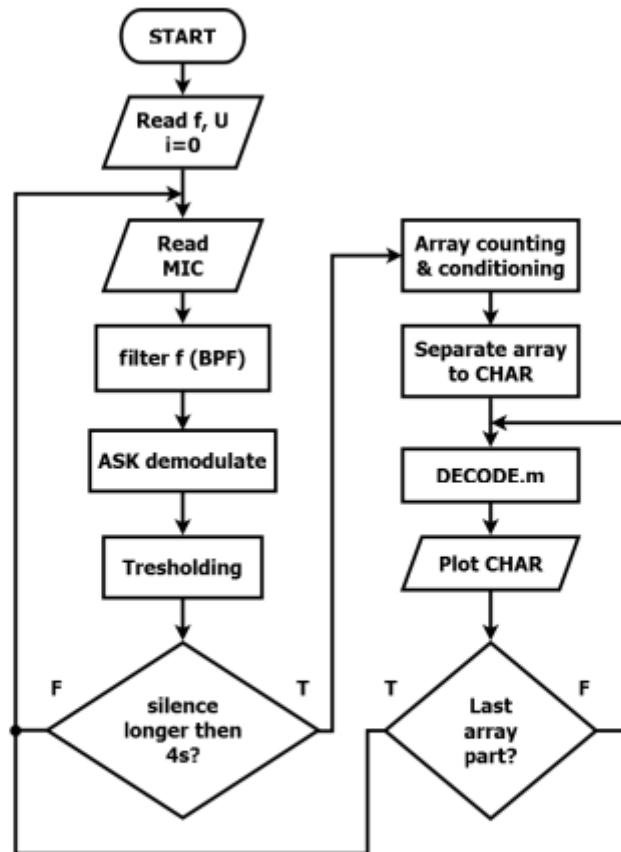 START
Read f, U
i=0
Read
MIC
filter f (BPF)
ASK demodulate
Tresholding
F
T
silence
longer then
4s?
Array counting
& conditioning
Separate array
to CHAR
DECODE.m
Plot CHAR
T
F
Last
array
part?